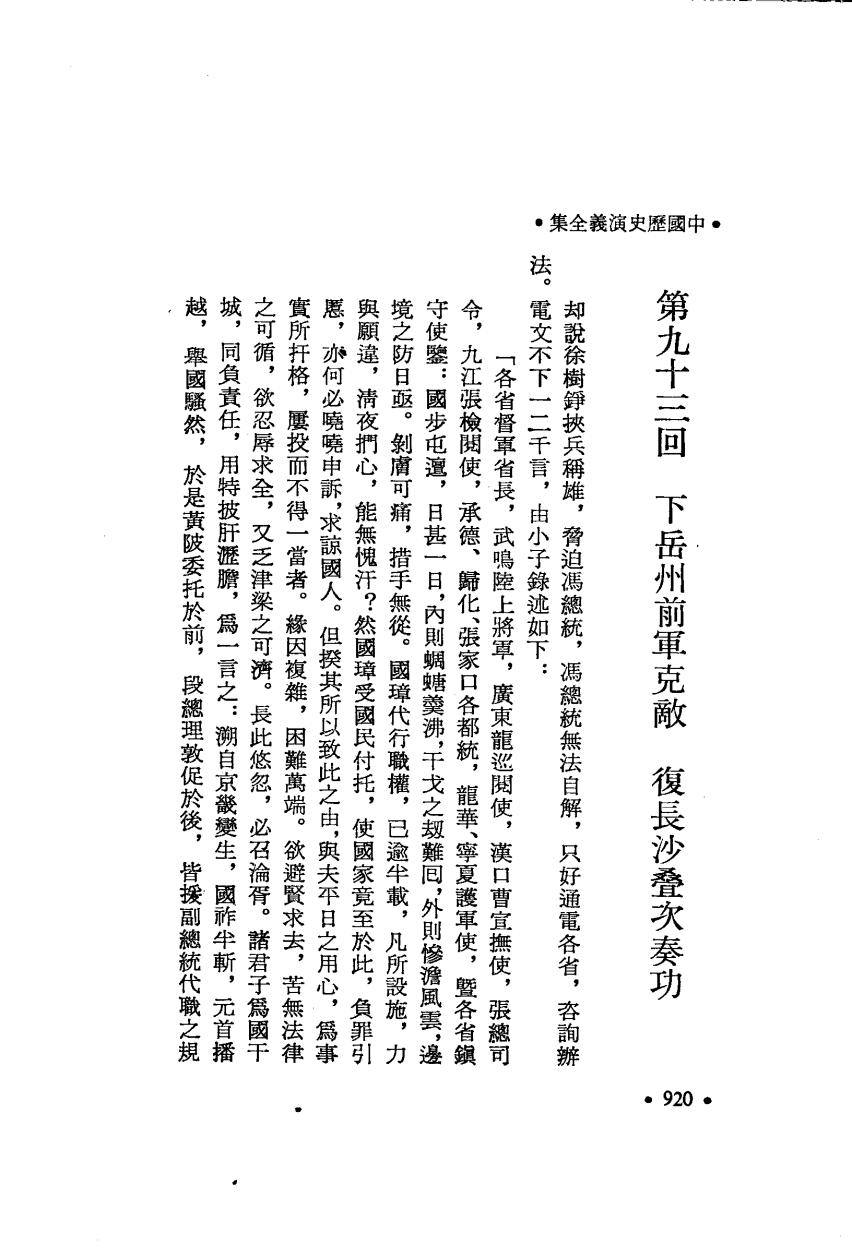 •中國歷史演義全集•
第九十三回　下岳州前軍克敵　復長沙叠次奏功
却說徐樹錚挾兵稱雄，脅迫馮總統，馮總統無法自解，只好通電各省，咨詢辦
法。電文不下一二千言，由小子錄述如下：
「各省督軍省長，武鳴陸上將軍，廣東龍巡閱使，漢口曹宣撫使，張總司
令，九江張檢閱使，承德、歸化、張家口各都統，龍華、寧夏護軍使，暨各省鎭
守使鑒：國步屯邅，日甚一日，內則蜩螗羹沸，干戈之刼難囘，外則慘澹風雲，邊
境之防日亟。剝膚可痛，措手無從。國璋代行職權，已逾半載，凡所設施，力
與願違，淸夜捫心，能無愧汗？然國璋受國民付托，使國家竟至於此，負罪引
慝，亦何必曉曉申訴，求諒國人。但揆其所以致此之由，與夫平日之用心，爲事
實所扞格，屢投而不得一當者。緣因複雜，困難萬端。欲避賢求去，苦無法律
之可循，欲忍辱求全，又乏津梁之可濟。長此悠忽，必召淪胥。諸君子爲國干
城，同負責任，用特披肝瀝膽，爲一言之：溯自京畿變生，國祚半斬，元首播
越，舉國騷然，於是黃陂委托於前，段總理敦促於後，皆援副總統代職之規
•920•